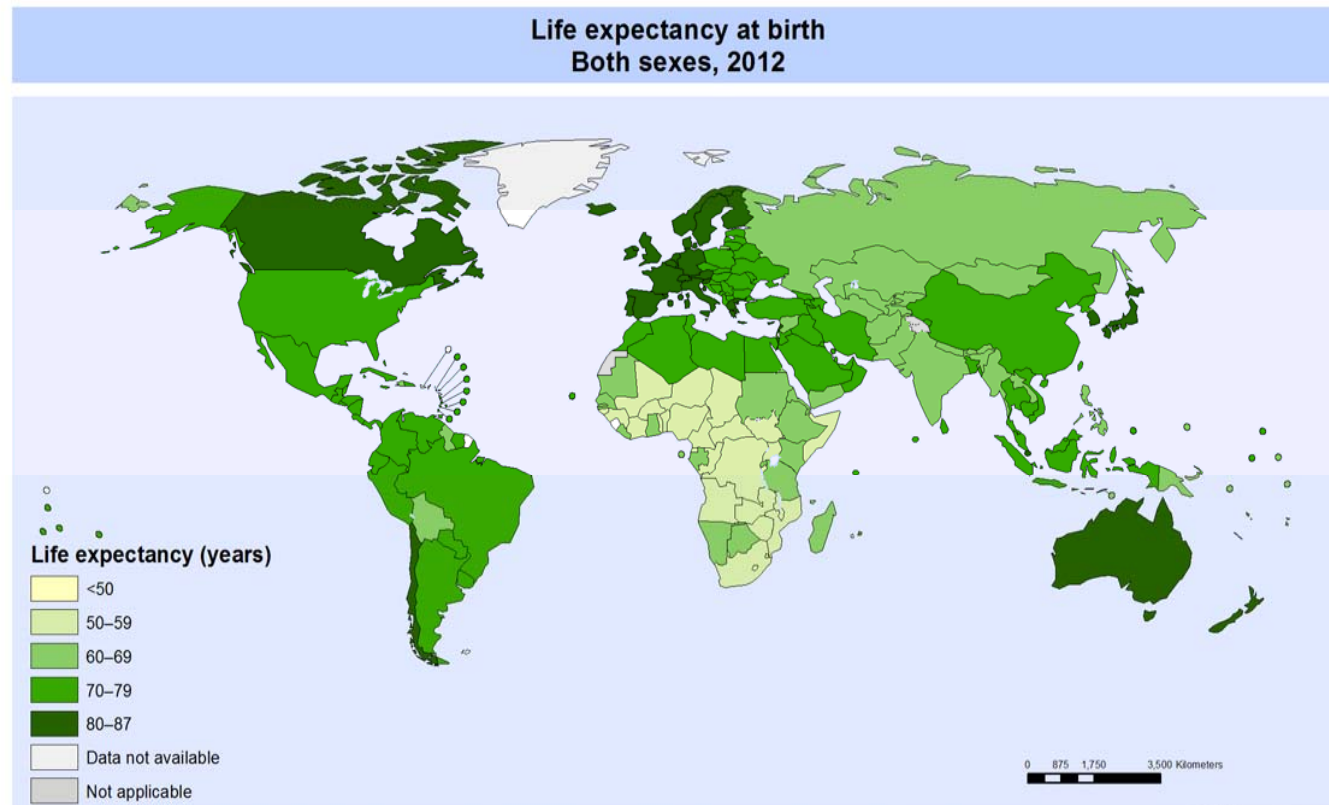 Life expectancy at birth
Both sexes, 2012
Life expectancy (years)
<50
50–59
60–69
70–79
80–87
Data not available
Not applicable
0 875 1,750 3,500 Kilometers